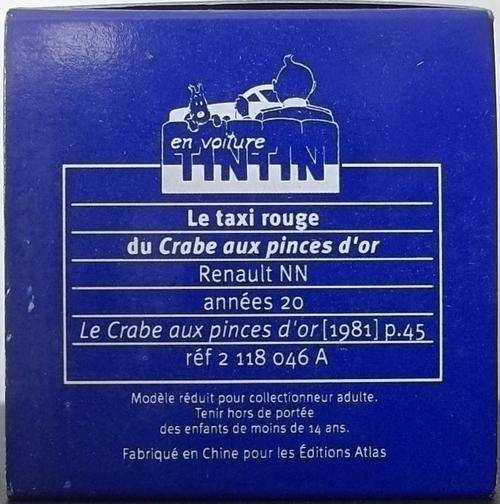 en voiture
TINTIN
Le taxi rouge
du Crabe aux pinces d'or
Renault NN
années 20
Le Crabe aux pinces d'or [1981] p.45
réf 2 118 046 A
Modèle réduit pour collectionneur adulte.
Tenir hors de portée
des enfants de moins de 14 ans.
Fabriqué en Chine pour les Éditions Atlas